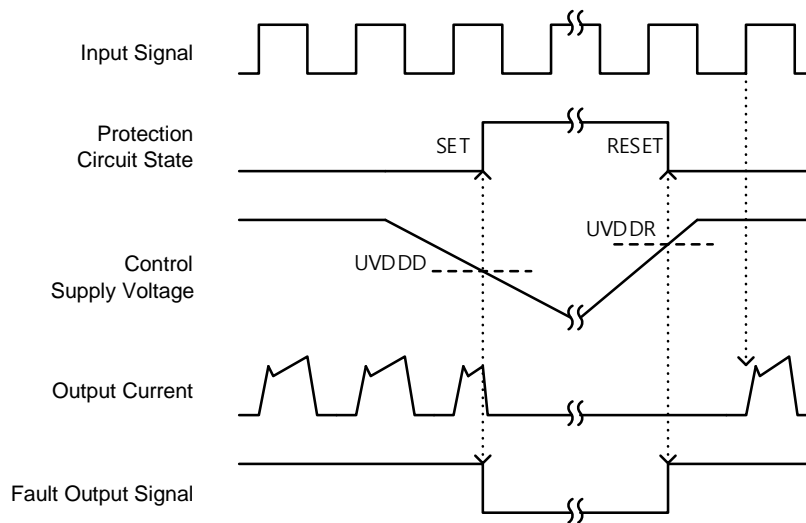 Input Signal
Protection
Circuit State
SET
RESET
UVDDR
UVDDD
Control
Supply Voltage
Output Current
Fault Output Signal